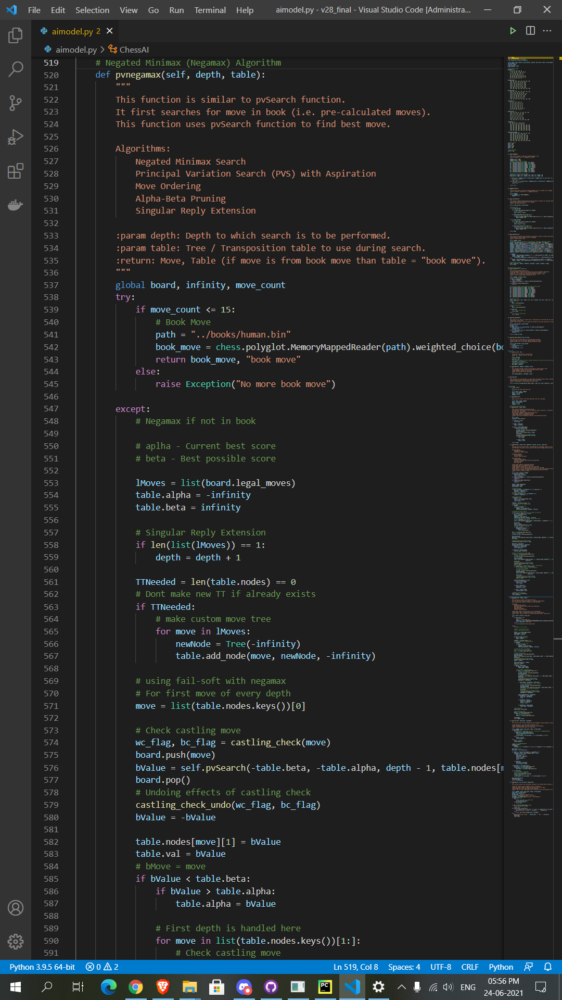 File Edit Selection View Go Run Terminal Help aimodel.py - v28_final - Visual Studio Code [Administra...
aimodel.py 2
aimodel.py > ChessAI
519 # Negated Minimax (Negamax) Algorithm
520 def pvnegamax(self, depth, table):
521 """
522 This function is similar to pvSearch function.
523 It first searches for move in book (i.e. pre-calculated moves).
524 This function uses pvSearch function to find best move.
525
526 Algorithms:
527 Negated Minimax Search
528 Principal Variation Search (PVS) with Aspiration
529 Move Ordering
530 Alpha-Beta Pruning
531 Singular Reply Extension
532
533 :param depth: Depth to which search is to be performed.
534 :param table: Tree / Transposition table to use during search.
535 :return: Move, Table (if move is from book move than table = "book move").
536 """
537 global board, infinity, move_count
538 try:
539 if move_count <= 15:
540 # Book Move
541 path = "../books/human.bin"
542 book_move = chess.polyglot.MemoryMappedReader(path).weighted_choice(bo
543 return book_move, "book move"
544 else:
545 raise Exception("No more book move")
546
547 except:
548 # Negamax if not in book
549
550 # aplha - Current best score
551 # beta - Best possible score
552
553 lMoves = list(board.legal_moves)
554 table.alpha = -infinity
555 table.beta = infinity
556
557 # Singular Reply Extension
558 if len(list(lMoves)) == 1:
559 depth = depth + 1
560
561 TTNeeded = len(table.nodes) == 0
562 # Dont make new TT if already exists
563 if TTNeeded:
564 # make custom move tree
565 for move in lMoves:
566 newNode = Tree(-infinity)
567 table.add_node(move, newNode, -infinity)
568
569 # using fail-soft with negamax
570 # For first move of every depth
571 move = list(table.nodes.keys())[0]
572
573 # Check castling move
574 wc_flag, bc_flag = castling_check(move)
575 board.push(move)
576 bValue = self.pvSearch(-table.beta, -table.alpha, depth - 1, table.nodes[m
577 board.pop()
578 # Undoing effects of castling check
579 castling_check_undo(wc_flag, bc_flag)
580 bValue = -bValue
581
582 table.nodes[move][1] = bValue
583 table.val = bValue
584 # bMove = move
585 if bValue < table.beta:
586 if bValue > table.alpha:
587 table.alpha = bValue
588
589 # First depth is handled here
590 for move in list(table.nodes.keys())[1:]:
591 # Check castling move
Python 3.9.5 64-bit 0 2 Ln 519, Col 8 Spaces: 4 UTF-8 CRLF Python
ENG 05:56 PM
24-06-2021